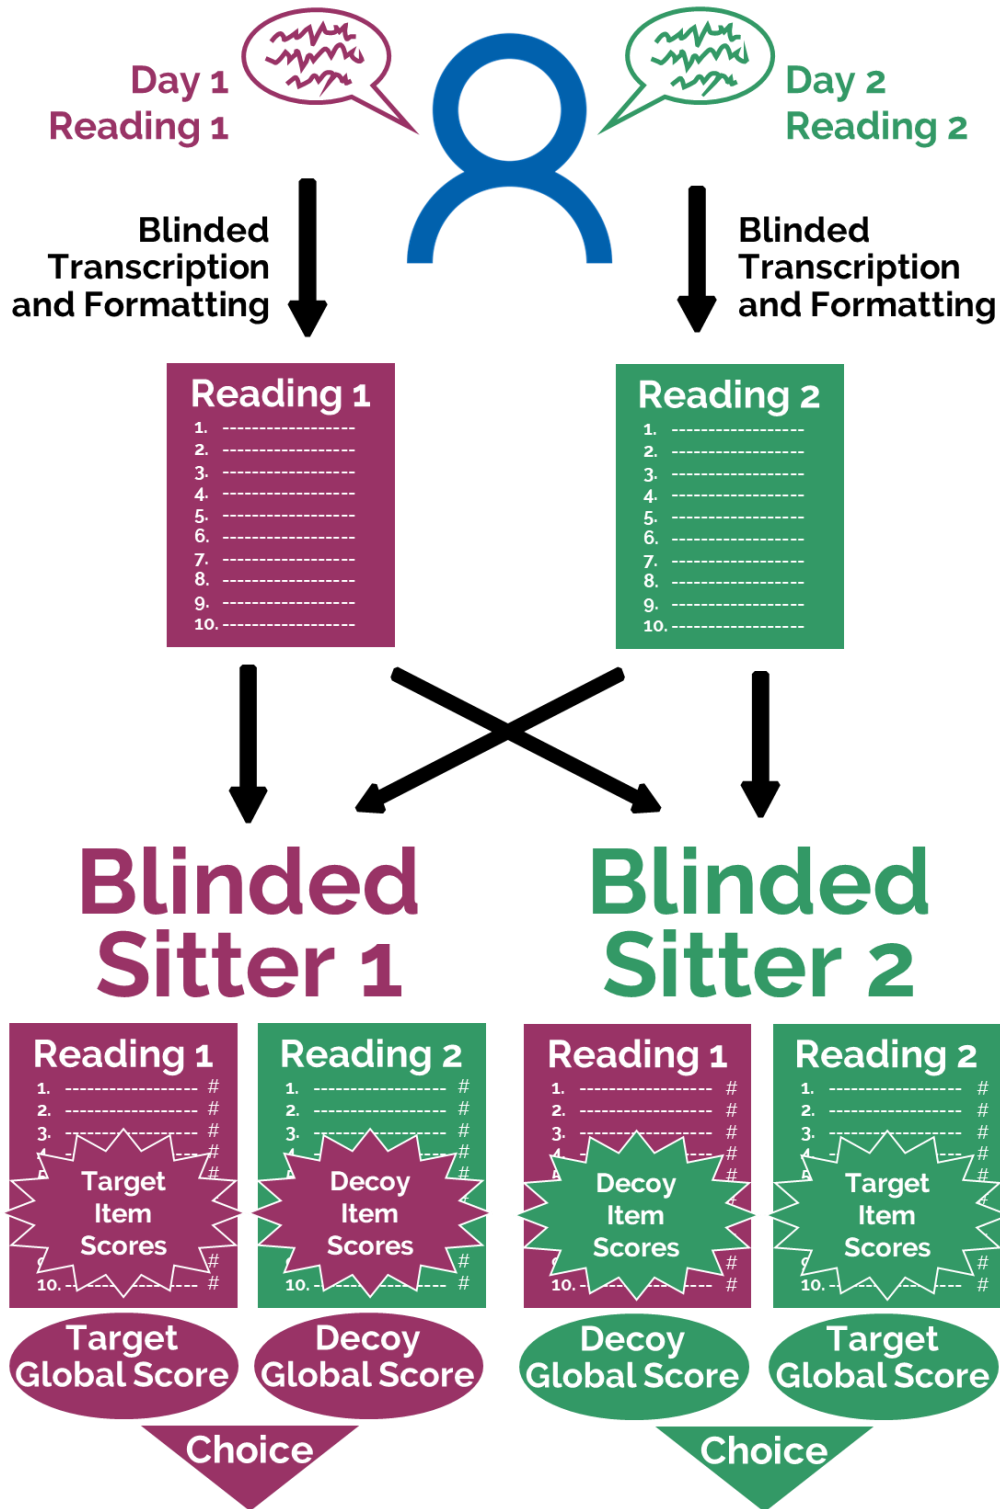 Day 1
Reading 1
Day 2
Reading 2
Blinded
Transcription
and Formatting
Blinded
Transcription
and Formatting
Reading 1
1. ------------------
2. ------------------
3. ------------------
4. ------------------
5. ------------------
6. ------------------
7. ------------------
8. ------------------
9. ------------------
10. ------------------
Reading 2
1. ------------------
2. ------------------
3. ------------------
4. ------------------
5. ------------------
6. ------------------
7. ------------------
8. ------------------
9. ------------------
10. ------------------
Blinded
Sitter 1
Blinded
Sitter 2
Reading 1
1. ------------------ #
2. ------------------ #
3. ------------------ #
Target
Item
Scores
#
10. ------------------ #
Target
Global Score
Reading 2
1. ------------------ #
2. ------------------ #
3. ------------------ #
Decoy
Item
Scores
#
10. ------------------ #
Decoy
Global Score
Choice
Reading 1
1. ------------------ #
2. ------------------ #
3. ------------------ #
Decoy
Item
Scores
#
10. ------------------ #
Decoy
Global Score
Reading 2
1. ------------------ #
2. ------------------ #
3. ------------------ #
Target
Item
Scores
#
10. ------------------ #
Target
Global Score
Choice